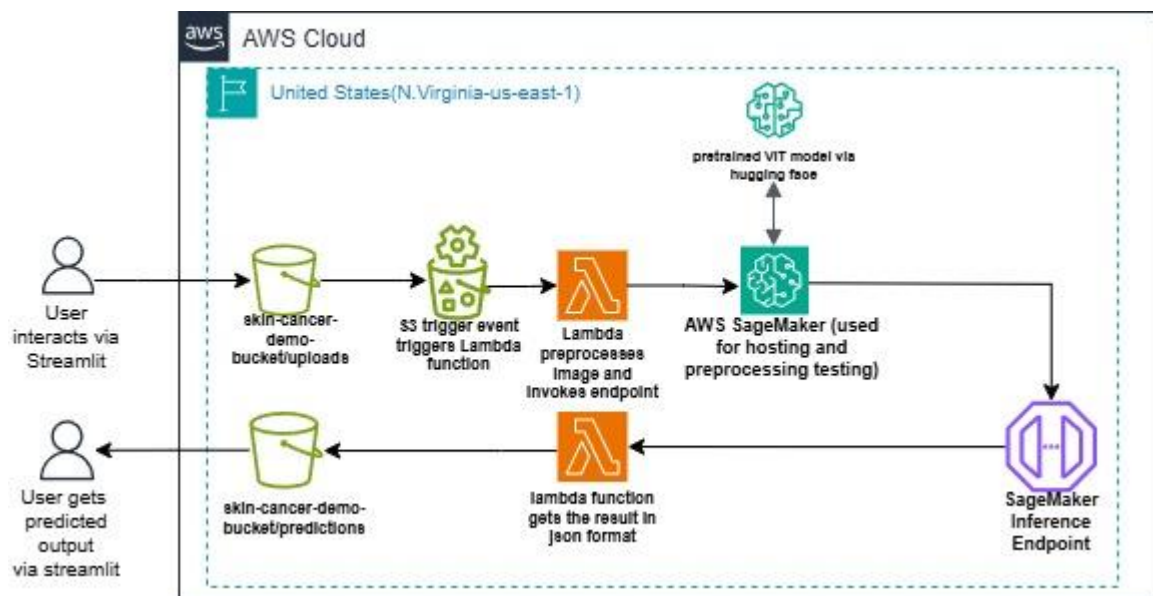 aws
AWS Cloud
United States(N.Virginia-us-east-1)
pretrained VIT model via
hugging face
User
interacts via
Streamlit
skin-cancer-
demo-
bucket/uploads
S3 trigger event
triggers Lambda
function
Lambda
preprocesses
image and
invokes endpoint
AWS SageMaker (used
for hosting and
preprocessing testing)
User gets
predicted
output
via streamlit
skin-cancer-demo-
bucket/predictions
lambda function
gets the result in
json format
SageMaker
Inference
Endpoint